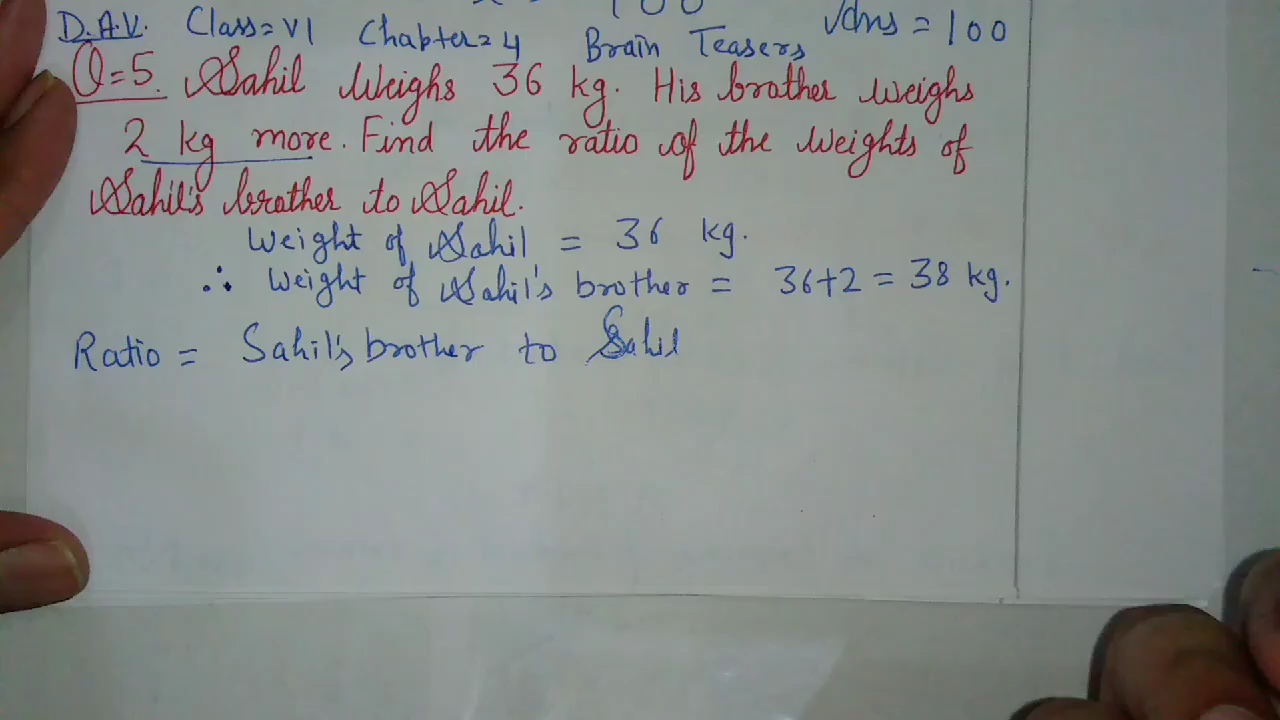 100
D.A.V. Class=VI Chapter=4 Brain Teasers
Q=5. Sahil Weighs 36 kg. His brother weighs
2 kg more. Find the ratio of the Weights of
Sahil's brother to Sahil.
Weight of Sahil = 36 kg.
∴ Weight of Sahil's brother = 36+2 = 38 kg.
Ratio = Sahil's brother to Sahil